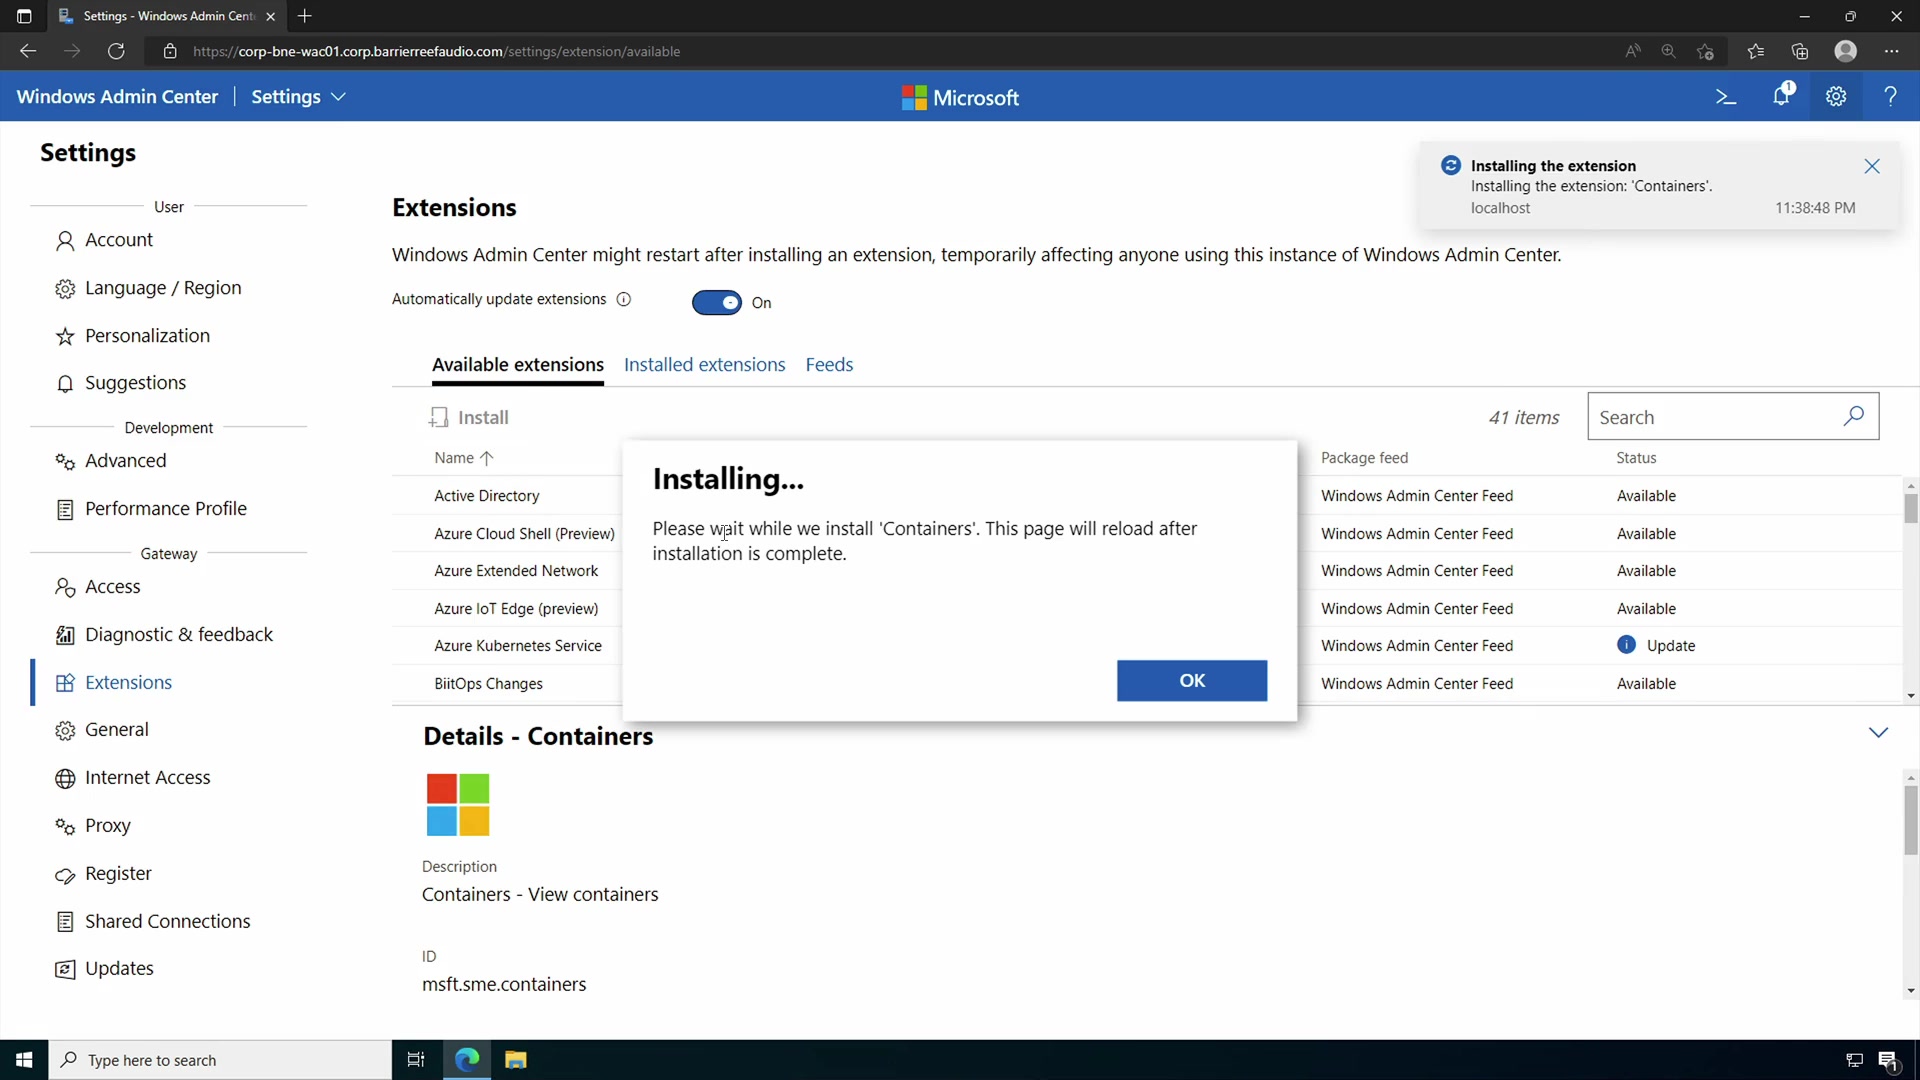 Settings - Windows Admin Cent
https://corp-bne-wac01.corp.barrierreefaudio.com/settings/extension/available
Windows Admin Center
Settings
Microsoft
1
?
Settings
User
Account
Language / Region
Personalization
Suggestions
Development
Advanced
Performance Profile
Gateway
Access
Diagnostic & feedback
Extensions
General
Internet Access
Proxy
Register
Shared Connections
Updates
Installing the extension
Installing the extension: 'Containers'.
localhost
11:38:48 PM
Extensions
Windows Admin Center might restart after installing an extension, temporarily affecting anyone using this instance of Windows Admin Center.
Automatically update extensions
On
Available extensions
Installed extensions
Feeds
Install
41 items
Search
Name
Package feed
Status
Active Directory
Windows Admin Center Feed
Available
Azure Cloud Shell (Preview)
Windows Admin Center Feed
Available
Azure Extended Network
Windows Admin Center Feed
Available
Azure IoT Edge (preview)
Windows Admin Center Feed
Available
Azure Kubernetes Service
Windows Admin Center Feed
Update
BiitOps Changes
Windows Admin Center Feed
Available
Installing...
Please wait while we install 'Containers'. This page will reload after
installation is complete.
OK
Details - Containers
Description
Containers - View containers
ID
msft.sme.containers
Type here to search
1